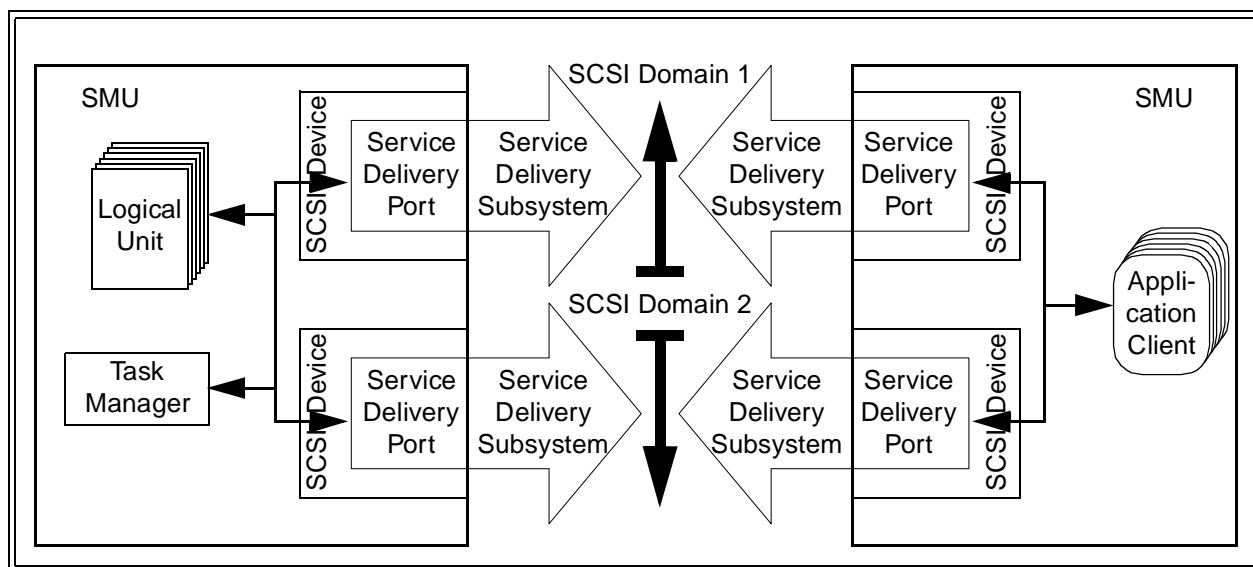 SCSI Domain 1
SMU
SMU
SCSI Device
Service
Delivery
Port
Service
Delivery
Subsystem
Service
Delivery
Subsystem
Service
Delivery
Port
SCSI Device
Logical
Unit
Appli-
cation
Client
SCSI Domain 2
Task
Manager
SCSI Device
Service
Delivery
Port
Service
Delivery
Subsystem
Service
Delivery
Subsystem
Service
Delivery
Port
SCSI Device